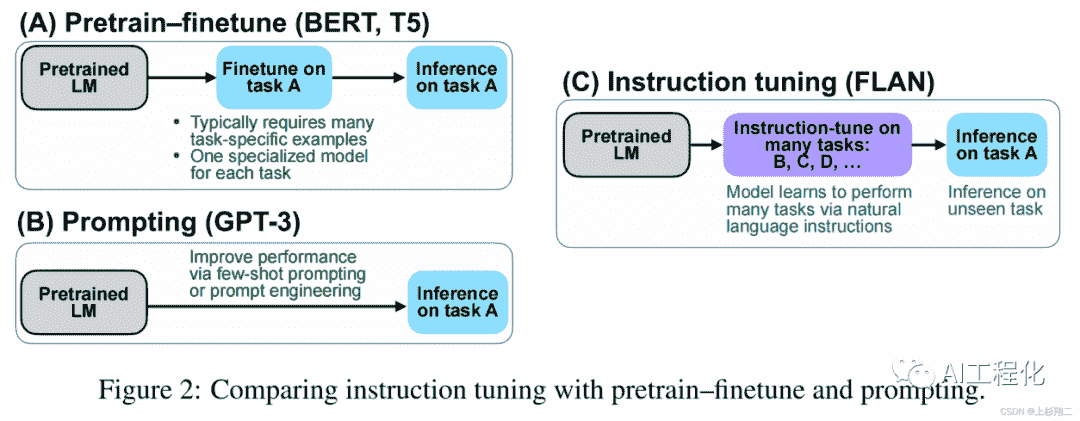 (A) Pretrain–finetune (BERT, T5)
Pretrained
LM
Finetune on
task A
Inference
on task A
• Typically requires many
task-specific examples
• One specialized model
for each task
(B) Prompting (GPT-3)
Pretrained
LM
Improve performance
via few-shot prompting
or prompt engineering
Inference
on task A
(C) Instruction tuning (FLAN)
Pretrained
LM
Instruction-tune on
many tasks:
B, C, D, …
Inference
on task A
Model learns to perform
many tasks via natural
language instructions
Inference on
unseen task
Figure 2: Comparing instruction tuning with pretrain–finetune and prompting.
AI工程化
CSDN @上杉翔二